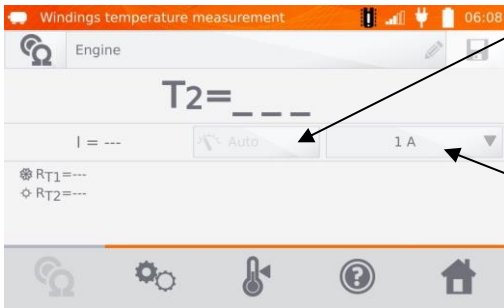 Windings temperature measurement 06:08
Engine
T2=_ _ _
I = --- Auto 1 A
RT1=---
RT2=---